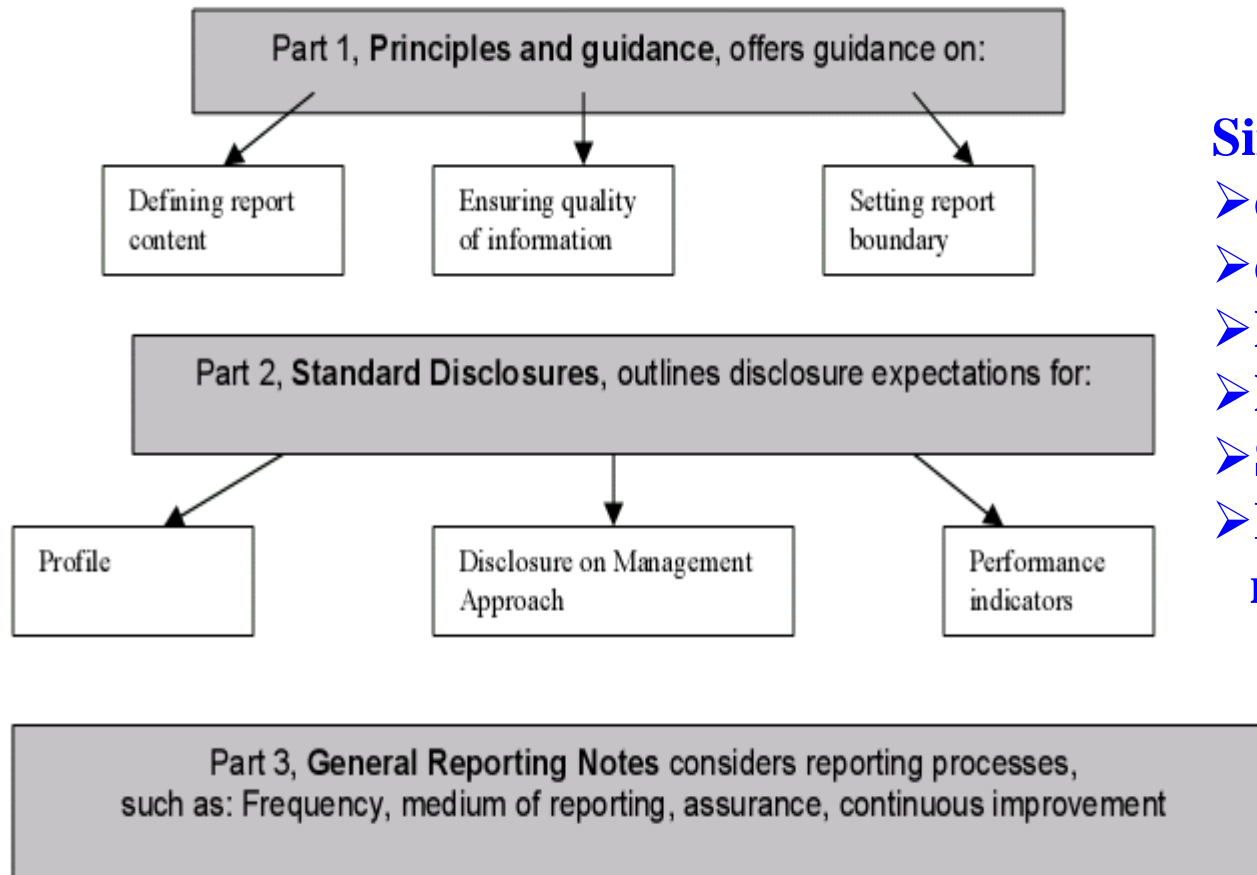 Part 1, Principles and guidance, offers guidance on:
Defining report
content
Ensuring quality
of information
Setting report
boundary
Part 2, Standard Disclosures, outlines disclosure expectations for:
Profile
Disclosure on Management
Approach
Performance
indicators
Part 3, General Reporting Notes considers reporting processes,
such as: Frequency, medium of reporting, assurance, continuous improvement